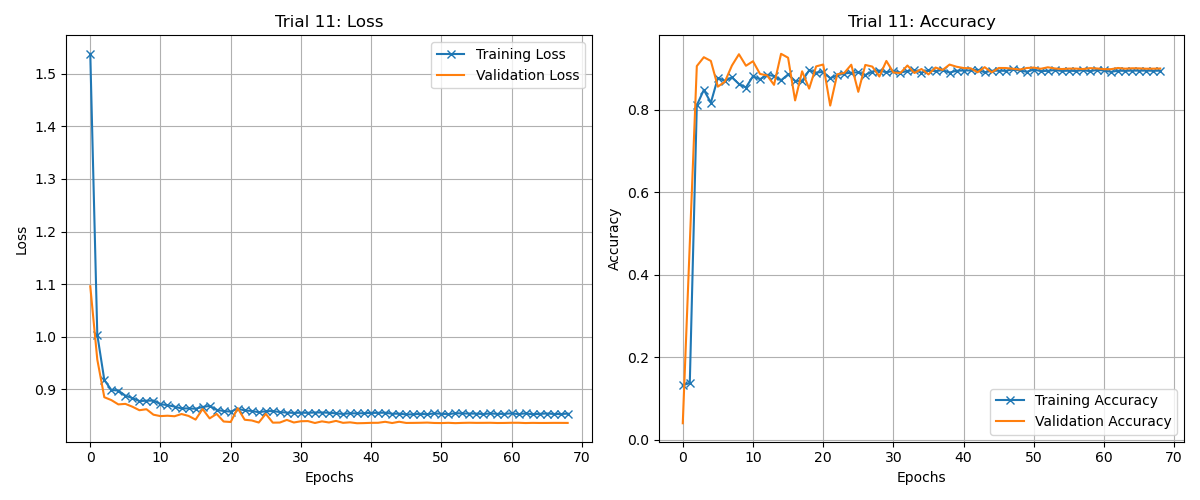 Trial 11: Loss
Training Loss
Validation Loss
1.5
1.4
1.3
1.2
1.1
1.0
0.9
Loss
0 10 20 30 40 50 60 70
Epochs
Trial 11: Accuracy
0.8
0.6
0.4
0.2
0.0
Accuracy
Training Accuracy
Validation Accuracy
0 10 20 30 40 50 60 70
Epochs